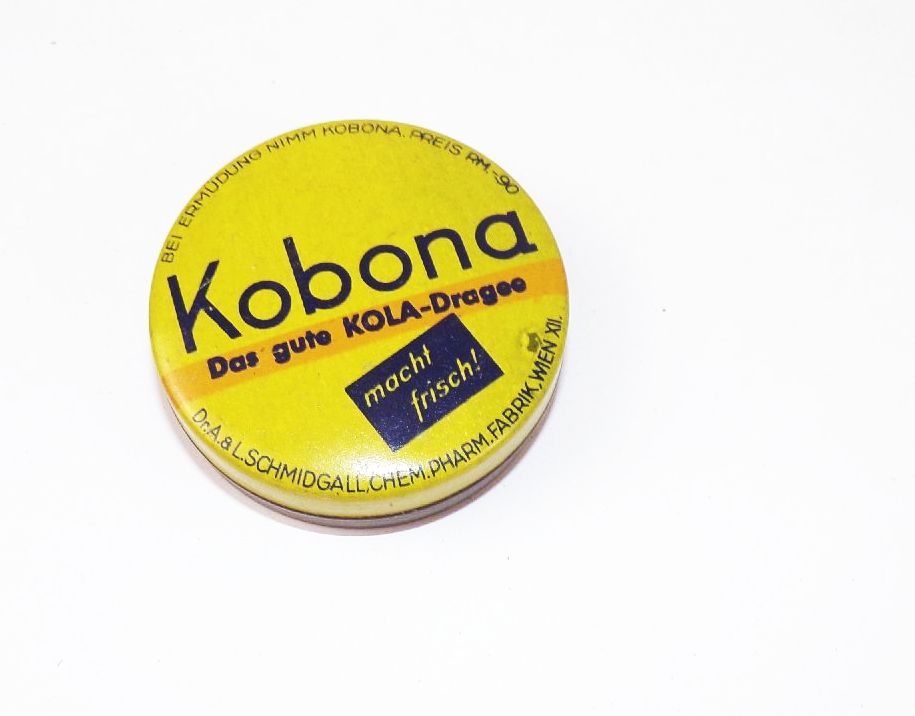 BEI ERMÜDUNG NIMM KOBONA. PREIS RM.-.90
Kobona
Das gute KOLA-Dragee
macht
frisch!
Dr.A.&L.SCHMIDGALL,CHEM.PHARM.FABRIK,WIEN XII.